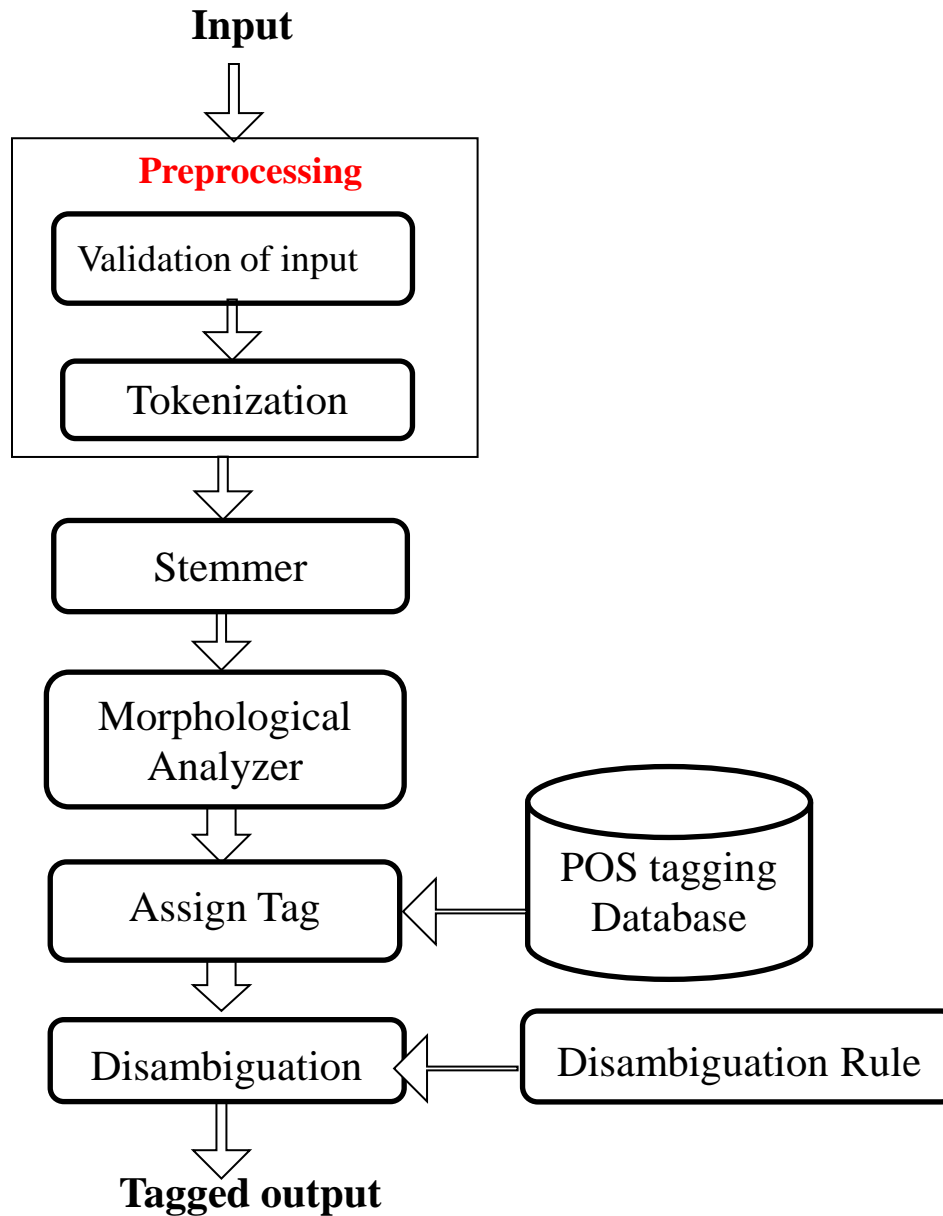 Input
Preprocessing
Validation of input
Tokenization
Stemmer
Morphological
Analyzer
Assign Tag
POS tagging
Database
Disambiguation
Disambiguation Rule
Tagged output